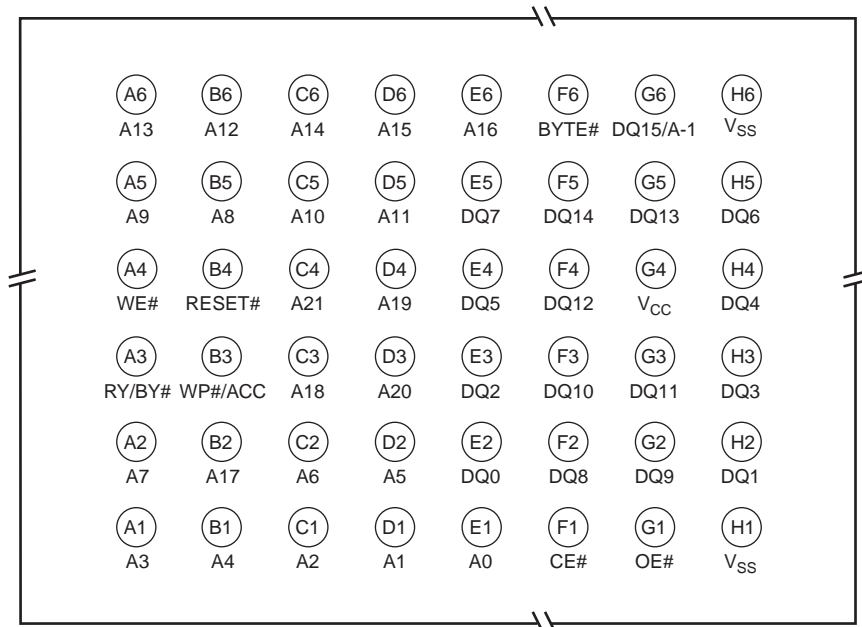 A6 B6 C6 D6 E6 F6 G6 H6
A13 A12 A14 A15 A16 BYTE# DQ15/A-1 VSS
A5 B5 C5 D5 E5 F5 G5 H5
A9 A8 A10 A11 DQ7 DQ14 DQ13 DQ6
A4 B4 C4 D4 E4 F4 G4 H4
WE# RESET# A21 A19 DQ5 DQ12 VCC DQ4
A3 B3 C3 D3 E3 F3 G3 H3
RY/BY# WP#/ACC A18 A20 DQ2 DQ10 DQ11 DQ3
A2 B2 C2 D2 E2 F2 G2 H2
A7 A17 A6 A5 DQ0 DQ8 DQ9 DQ1
A1 B1 C1 D1 E1 F1 G1 H1
A3 A4 A2 A1 A0 CE# OE# VSS